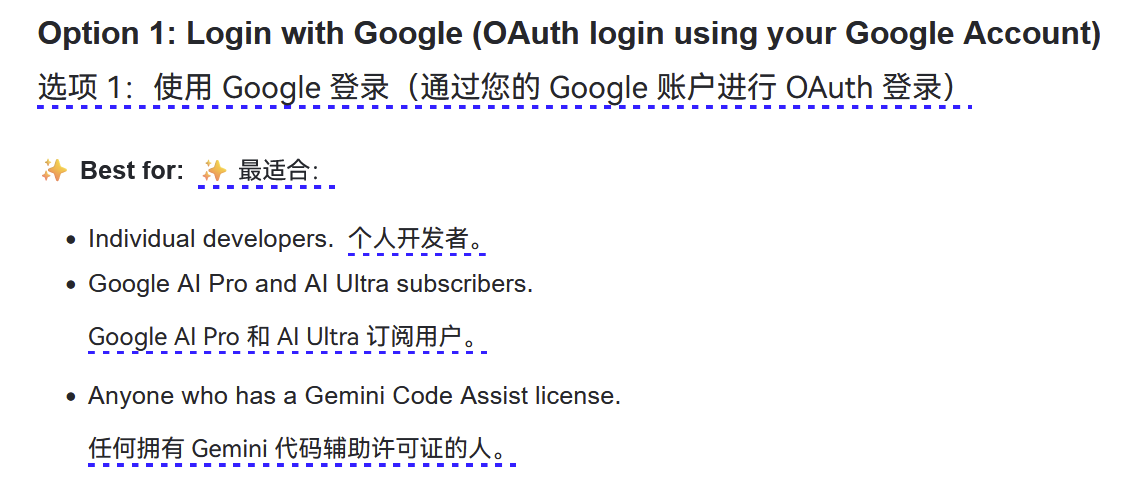 Option 1: Login with Google (OAuth login using your Google Account)
选项 1：使用 Google 登录（通过您的 Google 账户进行 OAuth 登录）
✨ Best for: ✨ 最适合：
• Individual developers. 个人开发者。
• Google AI Pro and AI Ultra subscribers.
Google AI Pro 和 AI Ultra 订阅用户。
• Anyone who has a Gemini Code Assist license.
任何拥有 Gemini 代码辅助许可证的人。